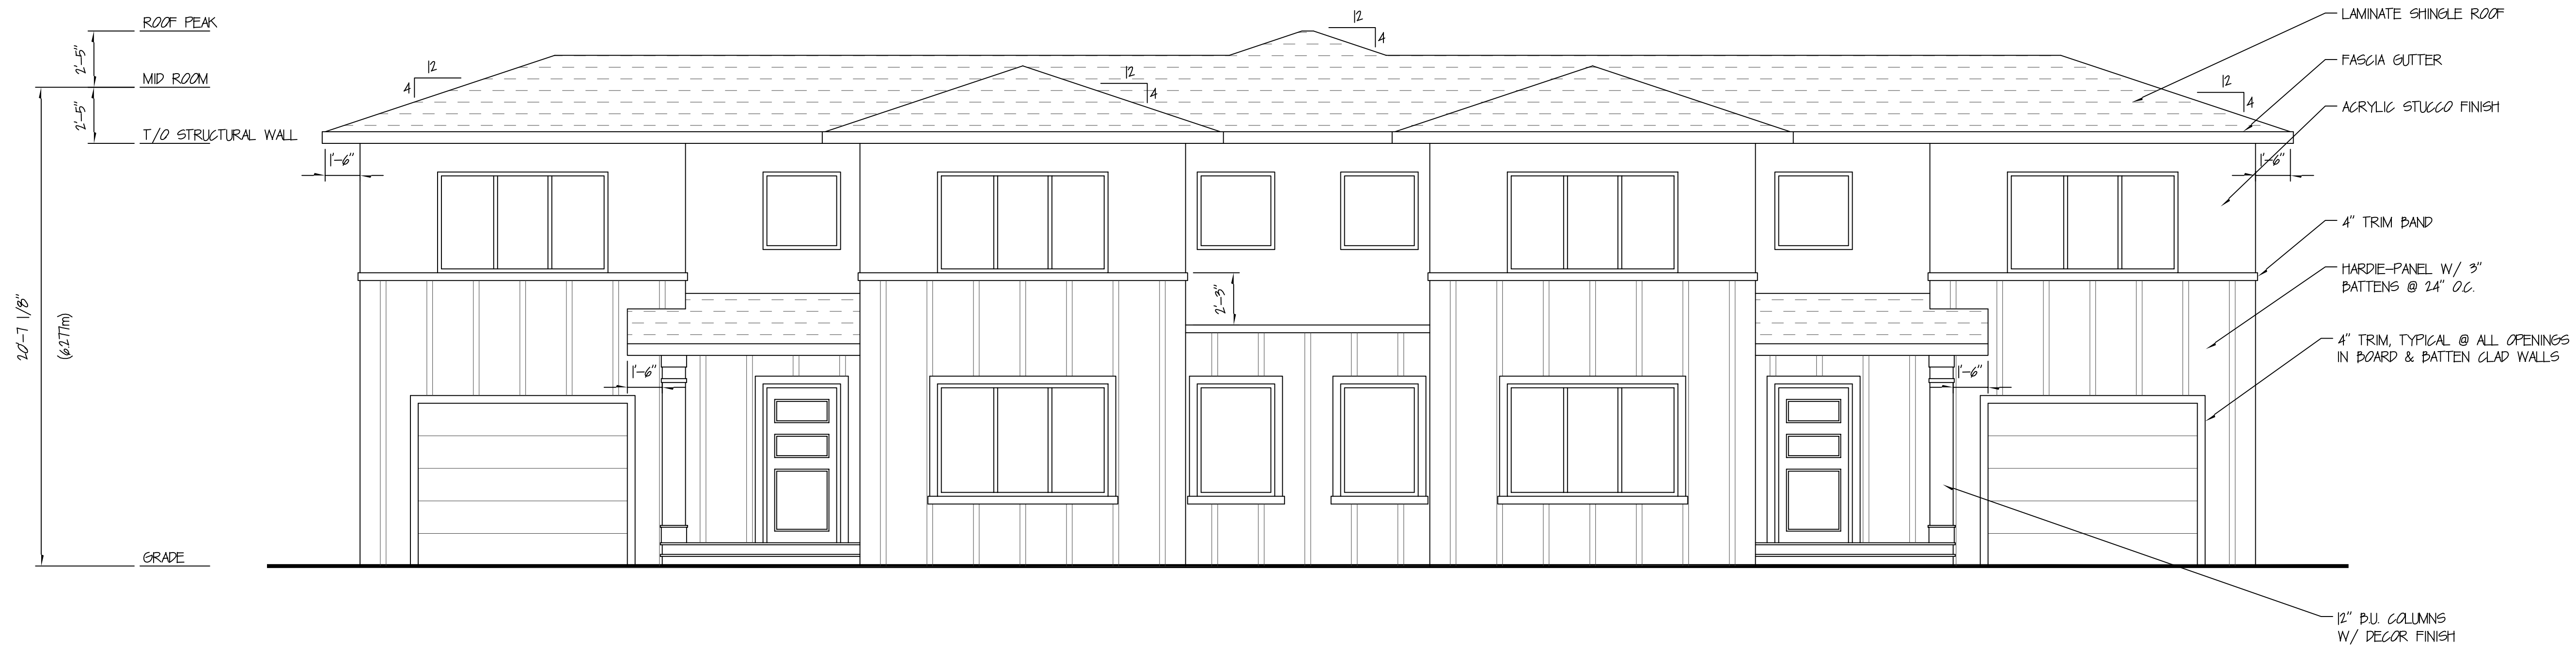 ROOF PEAK
2'-5"
MID ROOM
2'-5"
T/O STRUCTURAL WALL
1'-6"
20'-7 1/8"
(6.277m)
GRADE
12
4
12
4
12
4
12
4
1'-6"
2'-3"
1'-6"
1'-6"
LAMINATE SHINGLE ROOF
FASCIA GUTTER
ACRYLIC STUCCO FINISH
4" TRIM BAND
HARDIE-PANEL W/ 3"
BATTENS @ 24" O.C.
4" TRIM, TYPICAL @ ALL OPENINGS
IN BOARD & BATTEN CLAD WALLS
12" B.U. COLUMNS
W/ DECOR FINISH